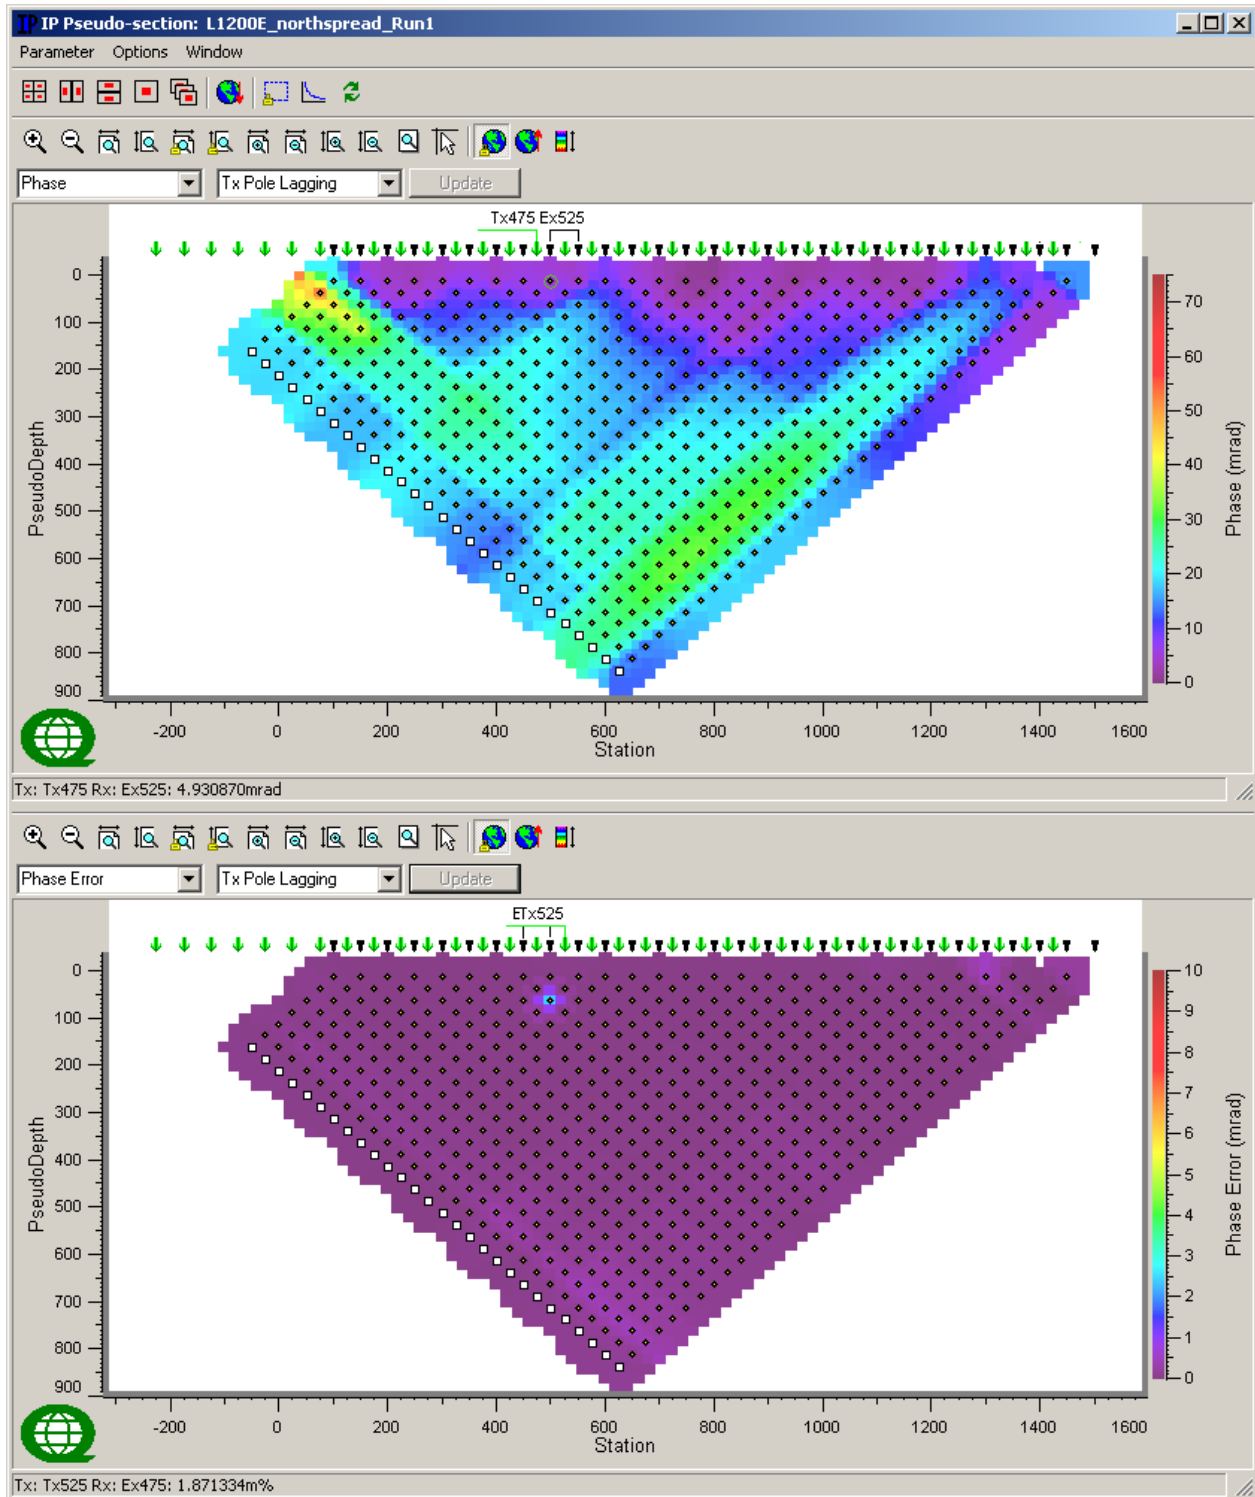 IP IP Pseudo-section: L1200E_northspread_Run1
Parameter Options Window
Phase Tx Pole Lagging Update
Tx475 Ex525
0
100
200
300
400
500
600
700
800
900
PseudoDepth
-200 0 200 400 600 800 1000 1200 1400 1600
Station
70
60
50
40
30
20
10
0
Phase (mrad)
Tx: Tx475 Rx: Ex525: 4.930870mrad
Phase Error Tx Pole Lagging Update
ETx525
0
100
200
300
400
500
600
700
800
900
PseudoDepth
-200 0 200 400 600 800 1000 1200 1400 1600
Station
10
9
8
7
6
5
4
3
2
1
0
Phase Error (mrad)
Tx: Tx525 Rx: Ex475: 1.871334m%